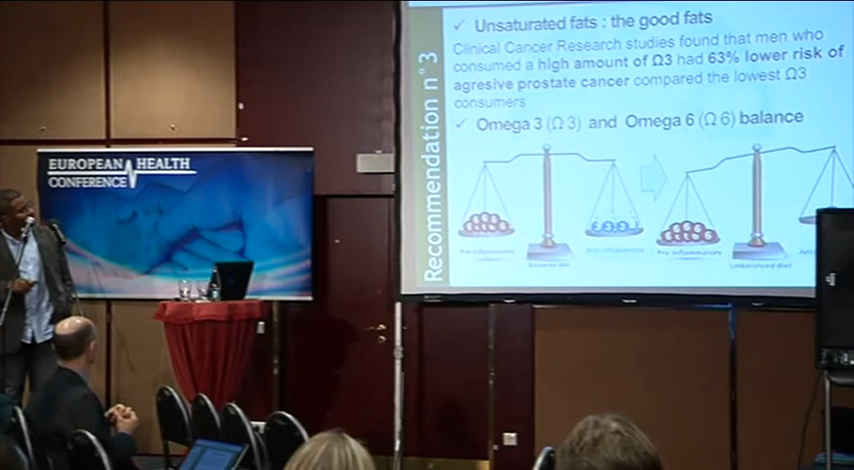 EUROPEAN HEALTH
CONFERENCE
Recommendation n°3
✓ Unsaturated fats : the good fats
Clinical Cancer Research studies found that men who
consumed a high amount of Ω3 had 63% lower risk of
agresive prostate cancer compared the lowest Ω3
consumers
✓ Omega 3 (Ω 3) and Omega 6 (Ω 6) balance
Pro-inflammatory
Balanced diet
Anti-inflammatory
Pro-inflammatory
Unbalanced diet